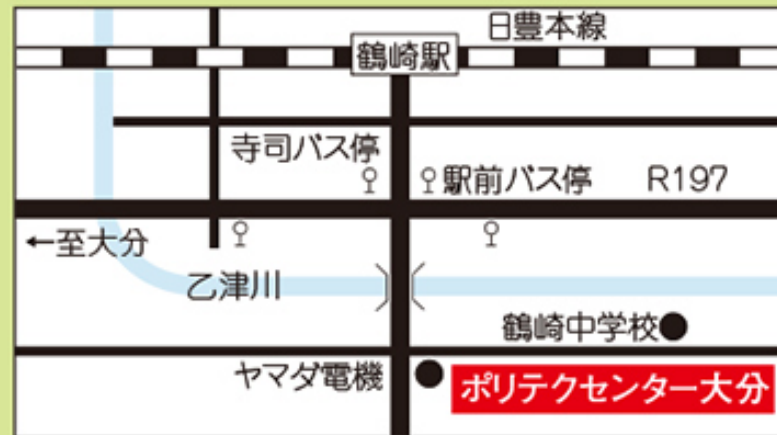 日豊本線
鶴崎駅
寺司バス停
駅前バス停
R197
←至大分
乙津川
鶴崎中学校●
ヤマダ電機
●ポリテクセンター大分